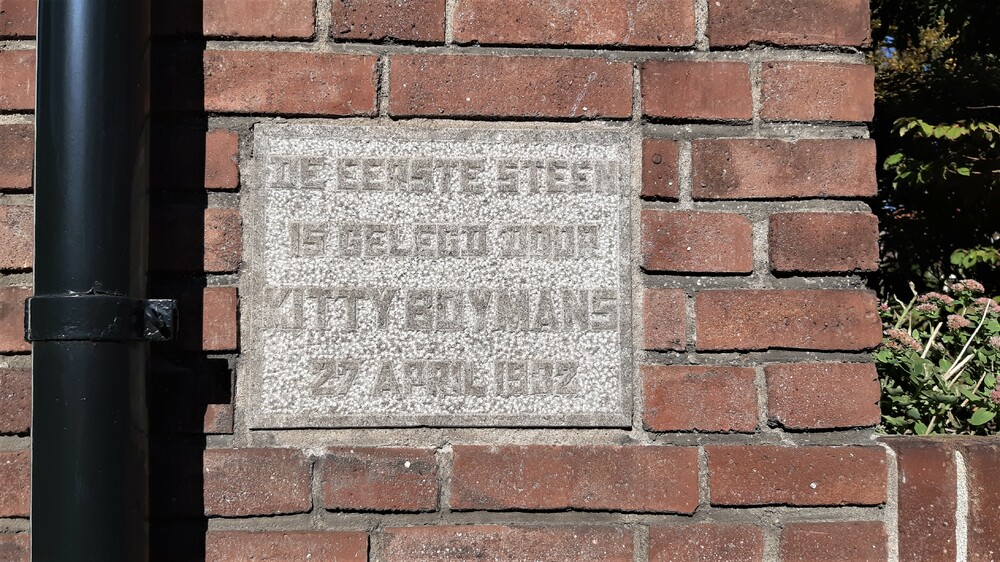 DE EERSTE STEEN
IS GELEGD DOOR
KITTY BOYMANS
27 APRIL 1932